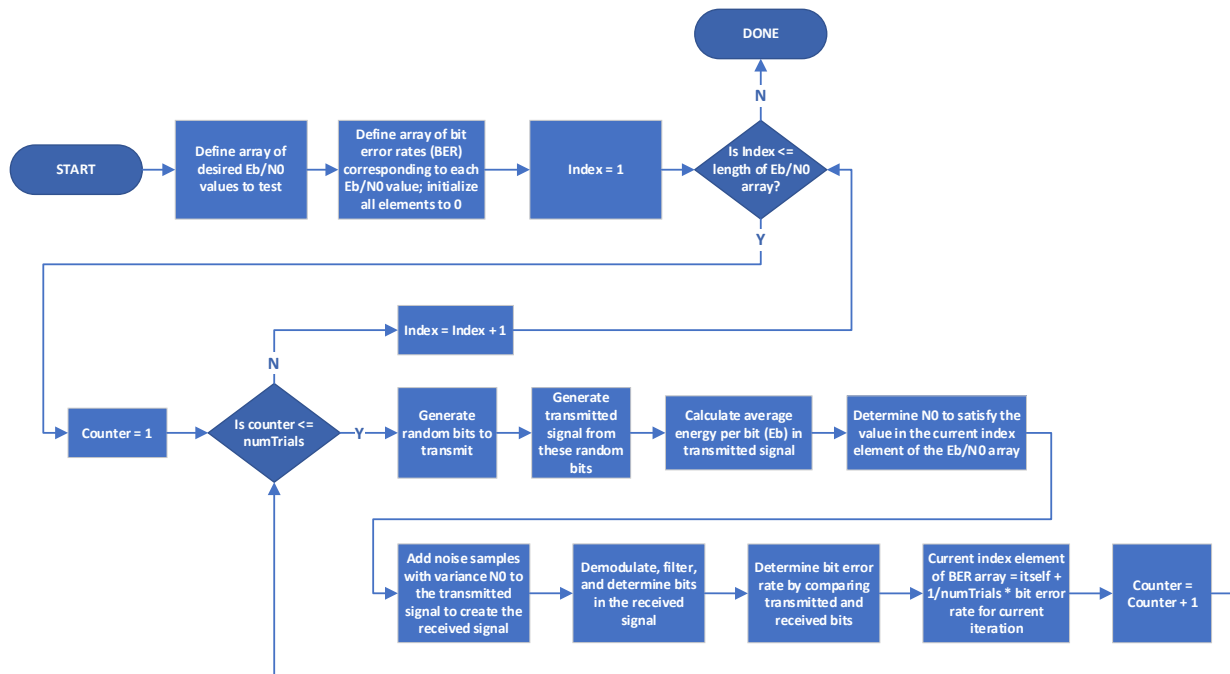 DONE
N
START
Define array of
desired Eb/N0
values to test
Define array of bit
error rates (BER)
corresponding to each
Eb/N0 value; initialize
all elements to 0
Index = 1
Is Index <=
length of Eb/N0
array?
Y
Index = Index + 1
N
Counter = 1
Is counter <=
numTrials
Y
Generate
random bits to
transmit
Generate
transmitted
signal from
these random
bits
Calculate average
energy per bit (Eb) in
transmitted signal
Determine N0 to satisfy the
value in the current index
element of the Eb/N0 array
Add noise samples
with variance N0 to
the transmitted
signal to create the
received signal
Demodulate, filter,
and determine bits
in the received
signal
Determine bit error
rate by comparing
transmitted and
received bits
Current index element
of BER array = itself +
1/numTrials * bit error
rate for current
iteration
Counter =
Counter + 1